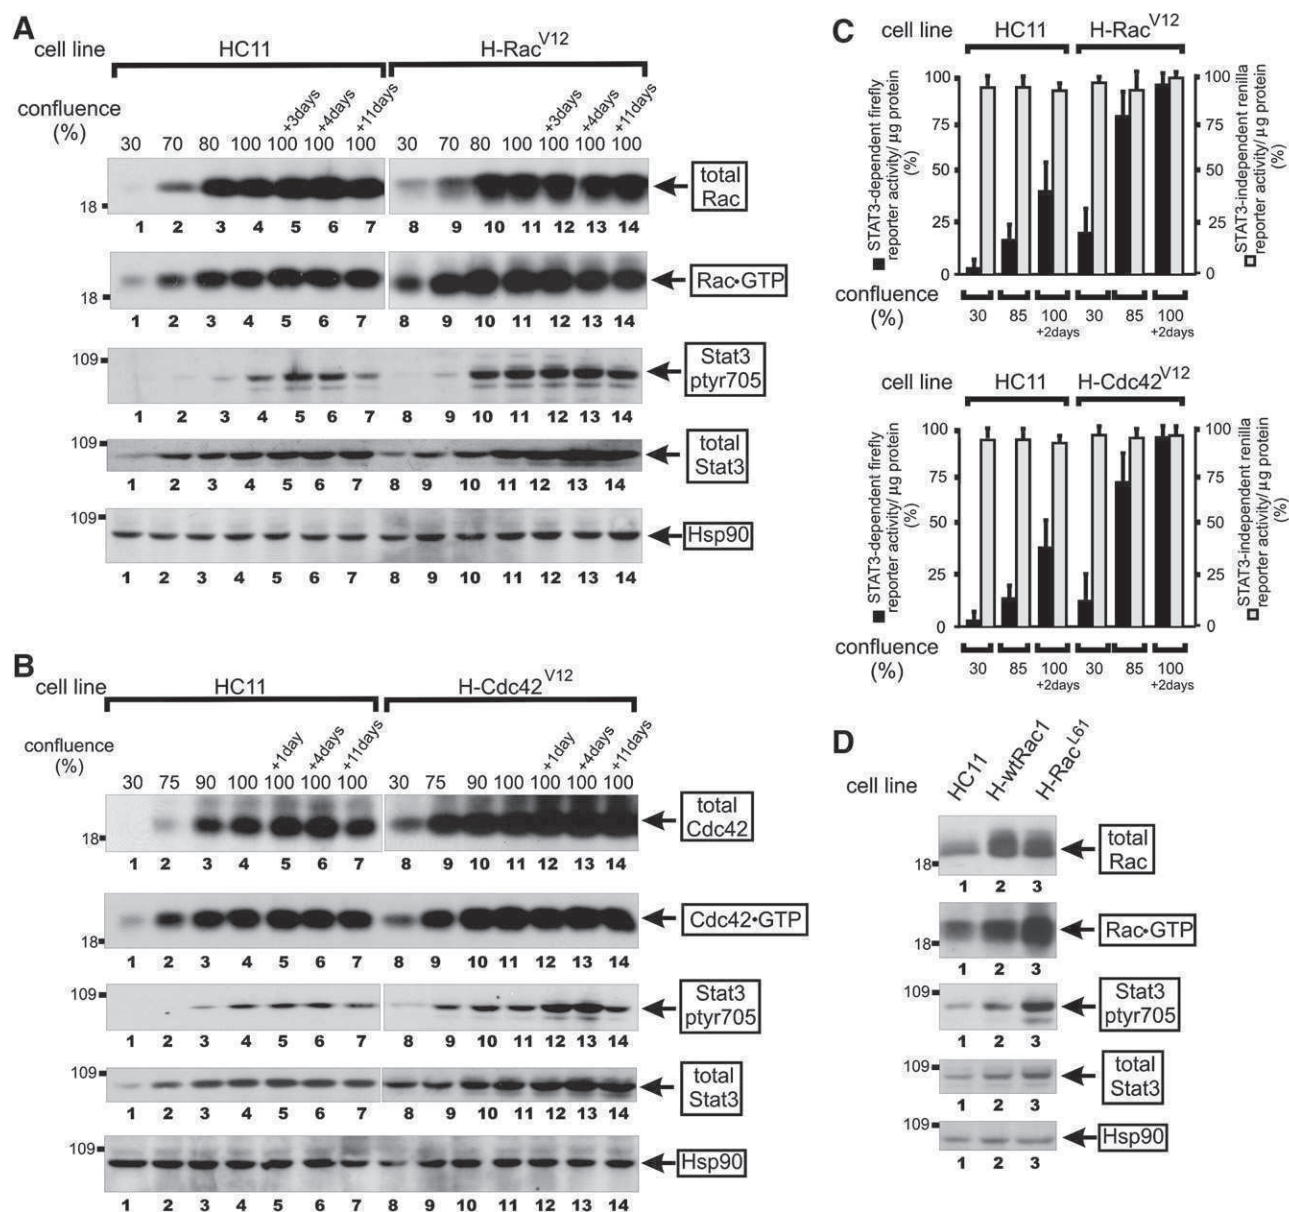 A
cell line HC11 H-Rac V12
confluence (%)
30 70 80 100 100 +3days 100 +4days 100 +11days 30 70 80 100 100 +3days 100 +4days 100 +11days
18
total Rac
1 2 3 4 5 6 7 8 9 10 11 12 13 14
18
Rac•GTP
1 2 3 4 5 6 7 8 9 10 11 12 13 14
109
Stat3 ptyr705
1 2 3 4 5 6 7 8 9 10 11 12 13 14
109
total Stat3
1 2 3 4 5 6 7 8 9 10 11 12 13 14
109
Hsp90
1 2 3 4 5 6 7 8 9 10 11 12 13 14
B
cell line HC11 H-Cdc42 V12
confluence (%)
30 75 90 100 100 +1day 100 +4days 100 +11days 30 75 90 100 100 +1day 100 +4days 100 +11days
18
total Cdc42
1 2 3 4 5 6 7 8 9 10 11 12 13 14
18
Cdc42•GTP
1 2 3 4 5 6 7 8 9 10 11 12 13 14
109
Stat3 ptyr705
1 2 3 4 5 6 7 8 9 10 11 12 13 14
109
total Stat3
1 2 3 4 5 6 7 8 9 10 11 12 13 14
109
Hsp90
1 2 3 4 5 6 7 8 9 10 11 12 13 14
C
cell line HC11 H-Rac V12
STAT3-dependent firefly
reporter activity/ µg protein
(%)
100
75
50
25
0
100
75
50
25
0
STAT3-independent renilla
reporter activity/ µg protein
(%)
confluence (%)
30 85 100 +2days 30 85 100 +2days
cell line HC11 H-Cdc42 V12
STAT3-dependent firefly
reporter activity/ µg protein
(%)
100
75
50
25
0
100
75
50
25
0
STAT3-independent renilla
reporter activity/ µg protein
(%)
confluence (%)
30 85 100 +2days 30 85 100 +2days
D
cell line HC11 H-wtRac1 H-Rac L61
18
total Rac
1 2 3
18
Rac•GTP
1 2 3
109
Stat3 ptyr705
1 2 3
109
total Stat3
1 2 3
109
Hsp90
1 2 3